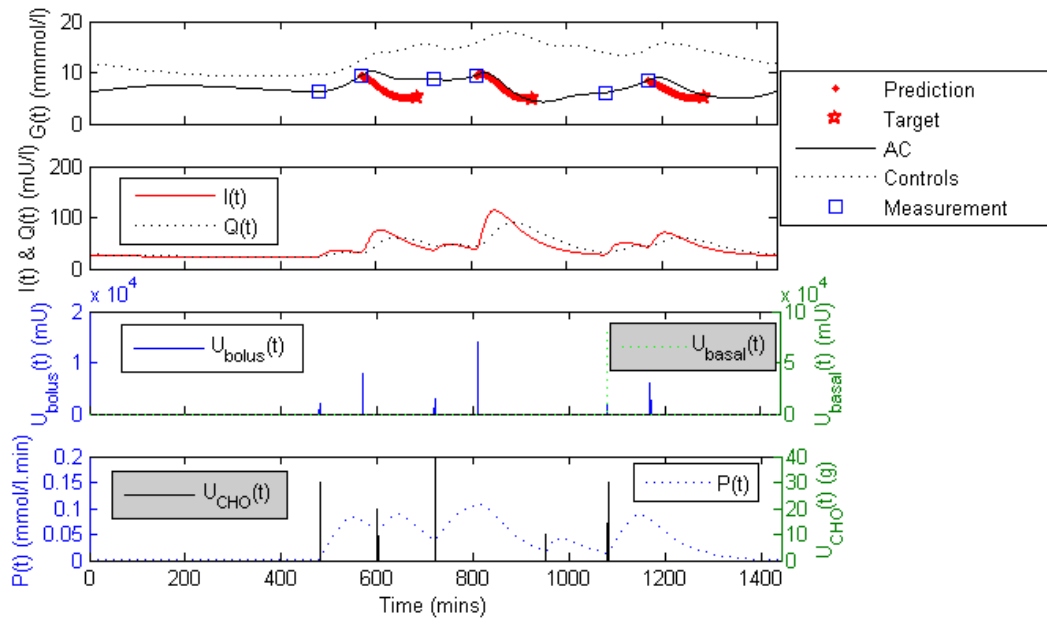 G(t) (mmmol/l)
20
10
0
Prediction
Target
AC
Controls
Measurement
I(t) & Q(t) (mU/l)
200
100
0
I(t)
Q(t)
x 10^4
x 10^4
U_bolus(t) (mU)
2
1
0
U_bolus(t)
U_basal(t)
10
5
0
U_basal(t) (mU)
P(t) (mmol/l.min)
0.2
0.15
0.1
0.05
0
U_CHO(t)
P(t)
40
30
20
10
0
U_CHO(t) (g)
0 200 400 600 800 1000 1200 1400
Time (mins)